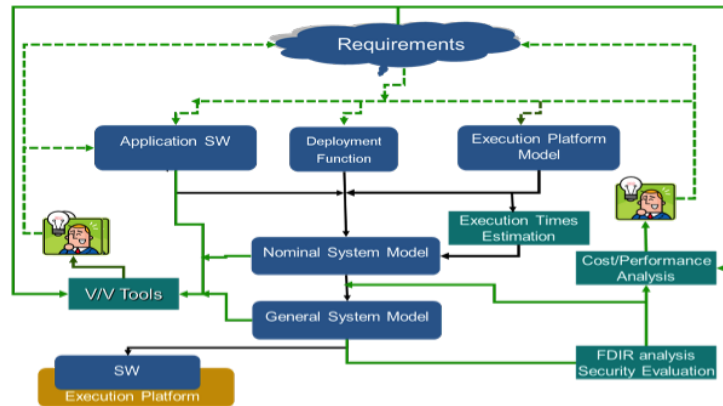 Requirements
Application SW
Deployment
Function
Execution Platform
Model
Execution Times
Estimation
Nominal System Model
Cost/Performance
Analysis
V/V Tools
General System Model
SW
Execution Platform
FDIR analysis
Security Evaluation